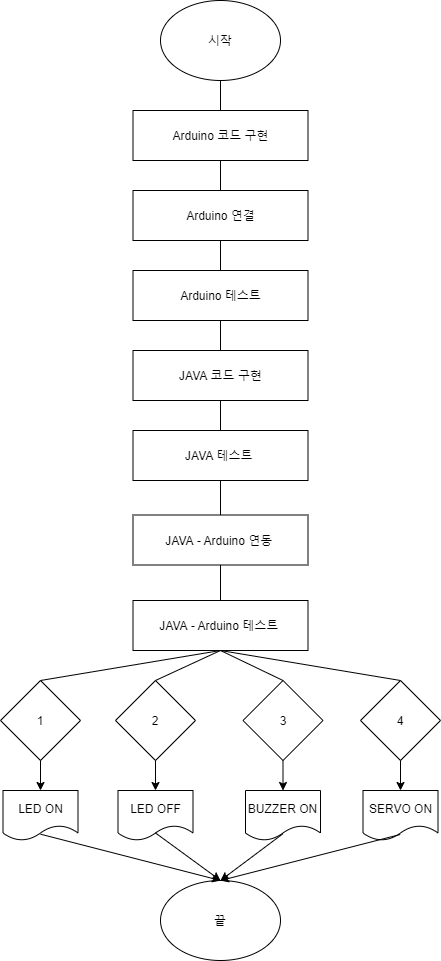 시작
Arduino 코드 구현
Arduino 연결
Arduino 테스트
JAVA 코드 구현
JAVA 테스트
JAVA - Arduino 연동
JAVA - Arduino 테스트
1
2
3
4
LED ON
LED OFF
BUZZER ON
SERVO ON
끝